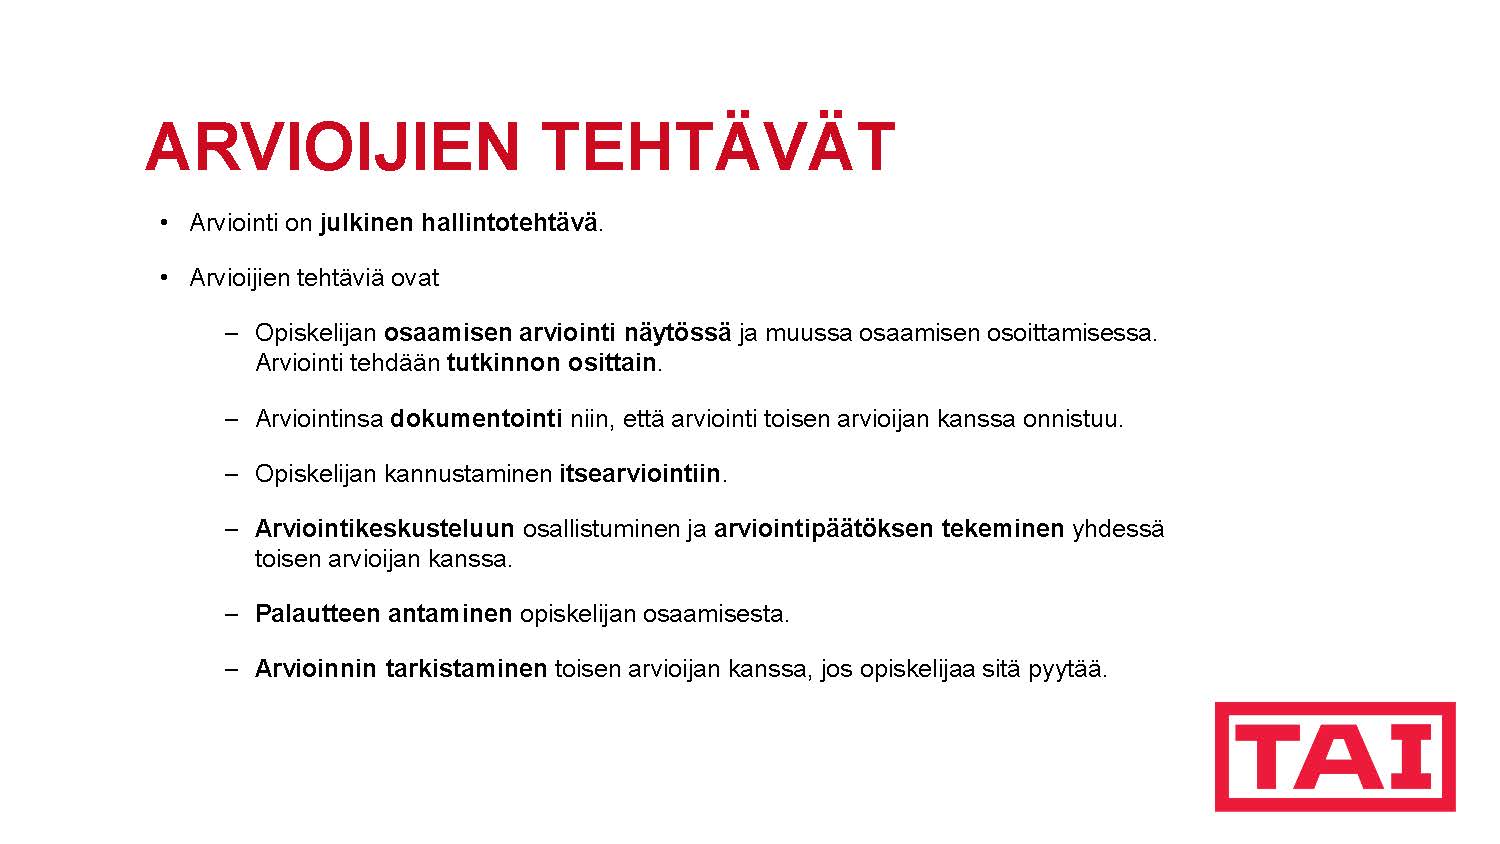 ARVIOIJIEN TEHTÄVÄT
• Arviointi on julkinen hallintotehtävä.
• Arvioijien tehtäviä ovat
– Opiskelijan osaamisen arviointi näytössä ja muussa osaamisen osoittamisessa.
Arviointi tehdään tutkinnon osittain.
– Arviointinsa dokumentointi niin, että arviointi toisen arvioijan kanssa onnistuu.
– Opiskelijan kannustaminen itsearviointiin.
– Arviointikeskusteluun osallistuminen ja arviointipäätöksen tekeminen yhdessä
toisen arvioijan kanssa.
– Palautteen antaminen opiskelijan osaamisesta.
– Arvioinnin tarkistaminen toisen arvioijan kanssa, jos opiskelijaa sitä pyytää.
TAI